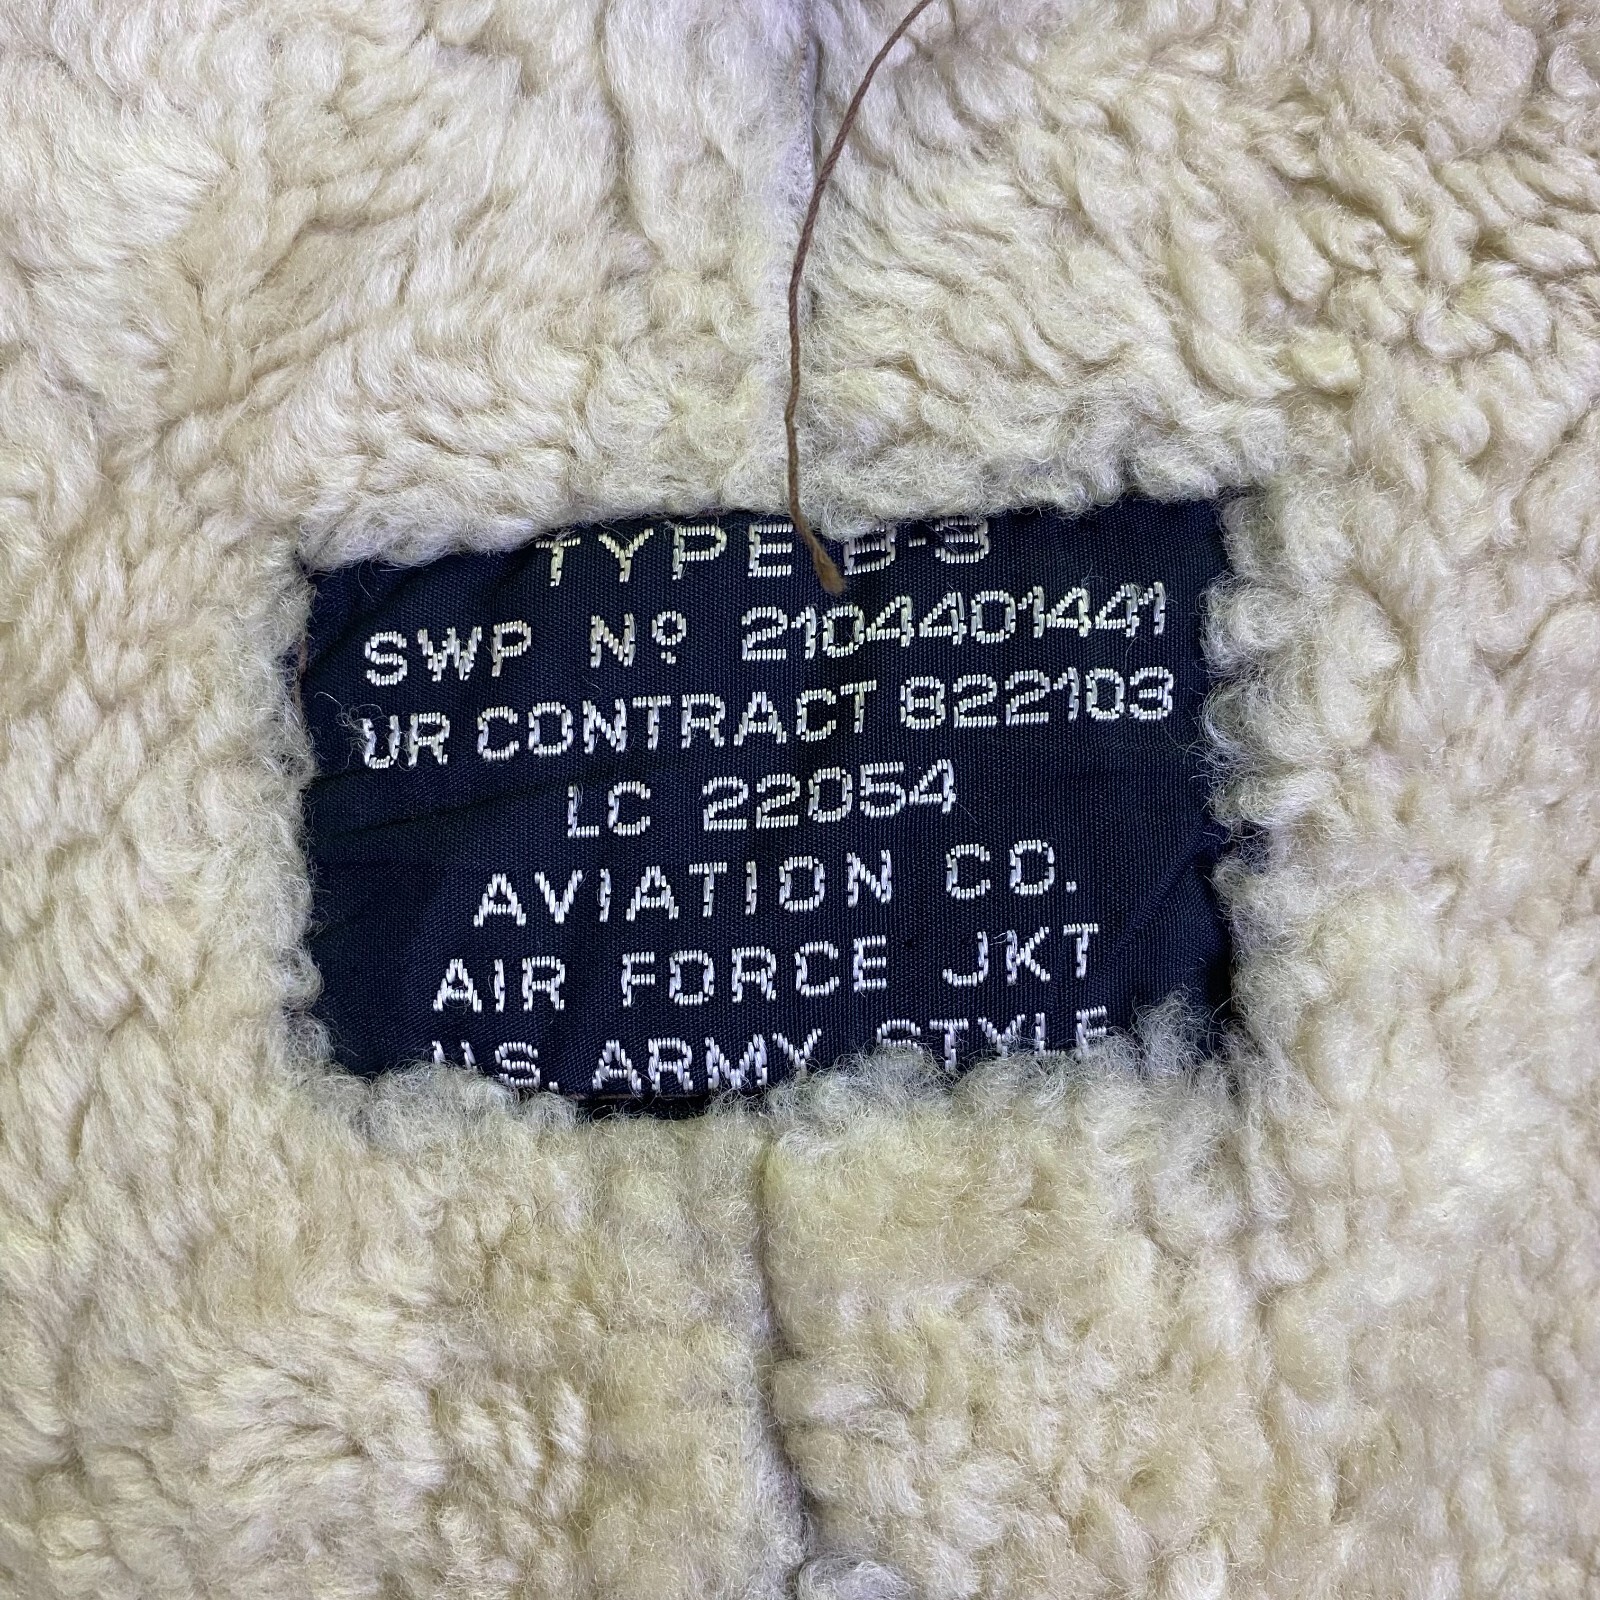 TYPE B-3
SWP Nº 2104401441
UR CONTRACT 822103
LC 22054
AVIATION CO.
AIR FORCE JKT
U.S. ARMY STYLE